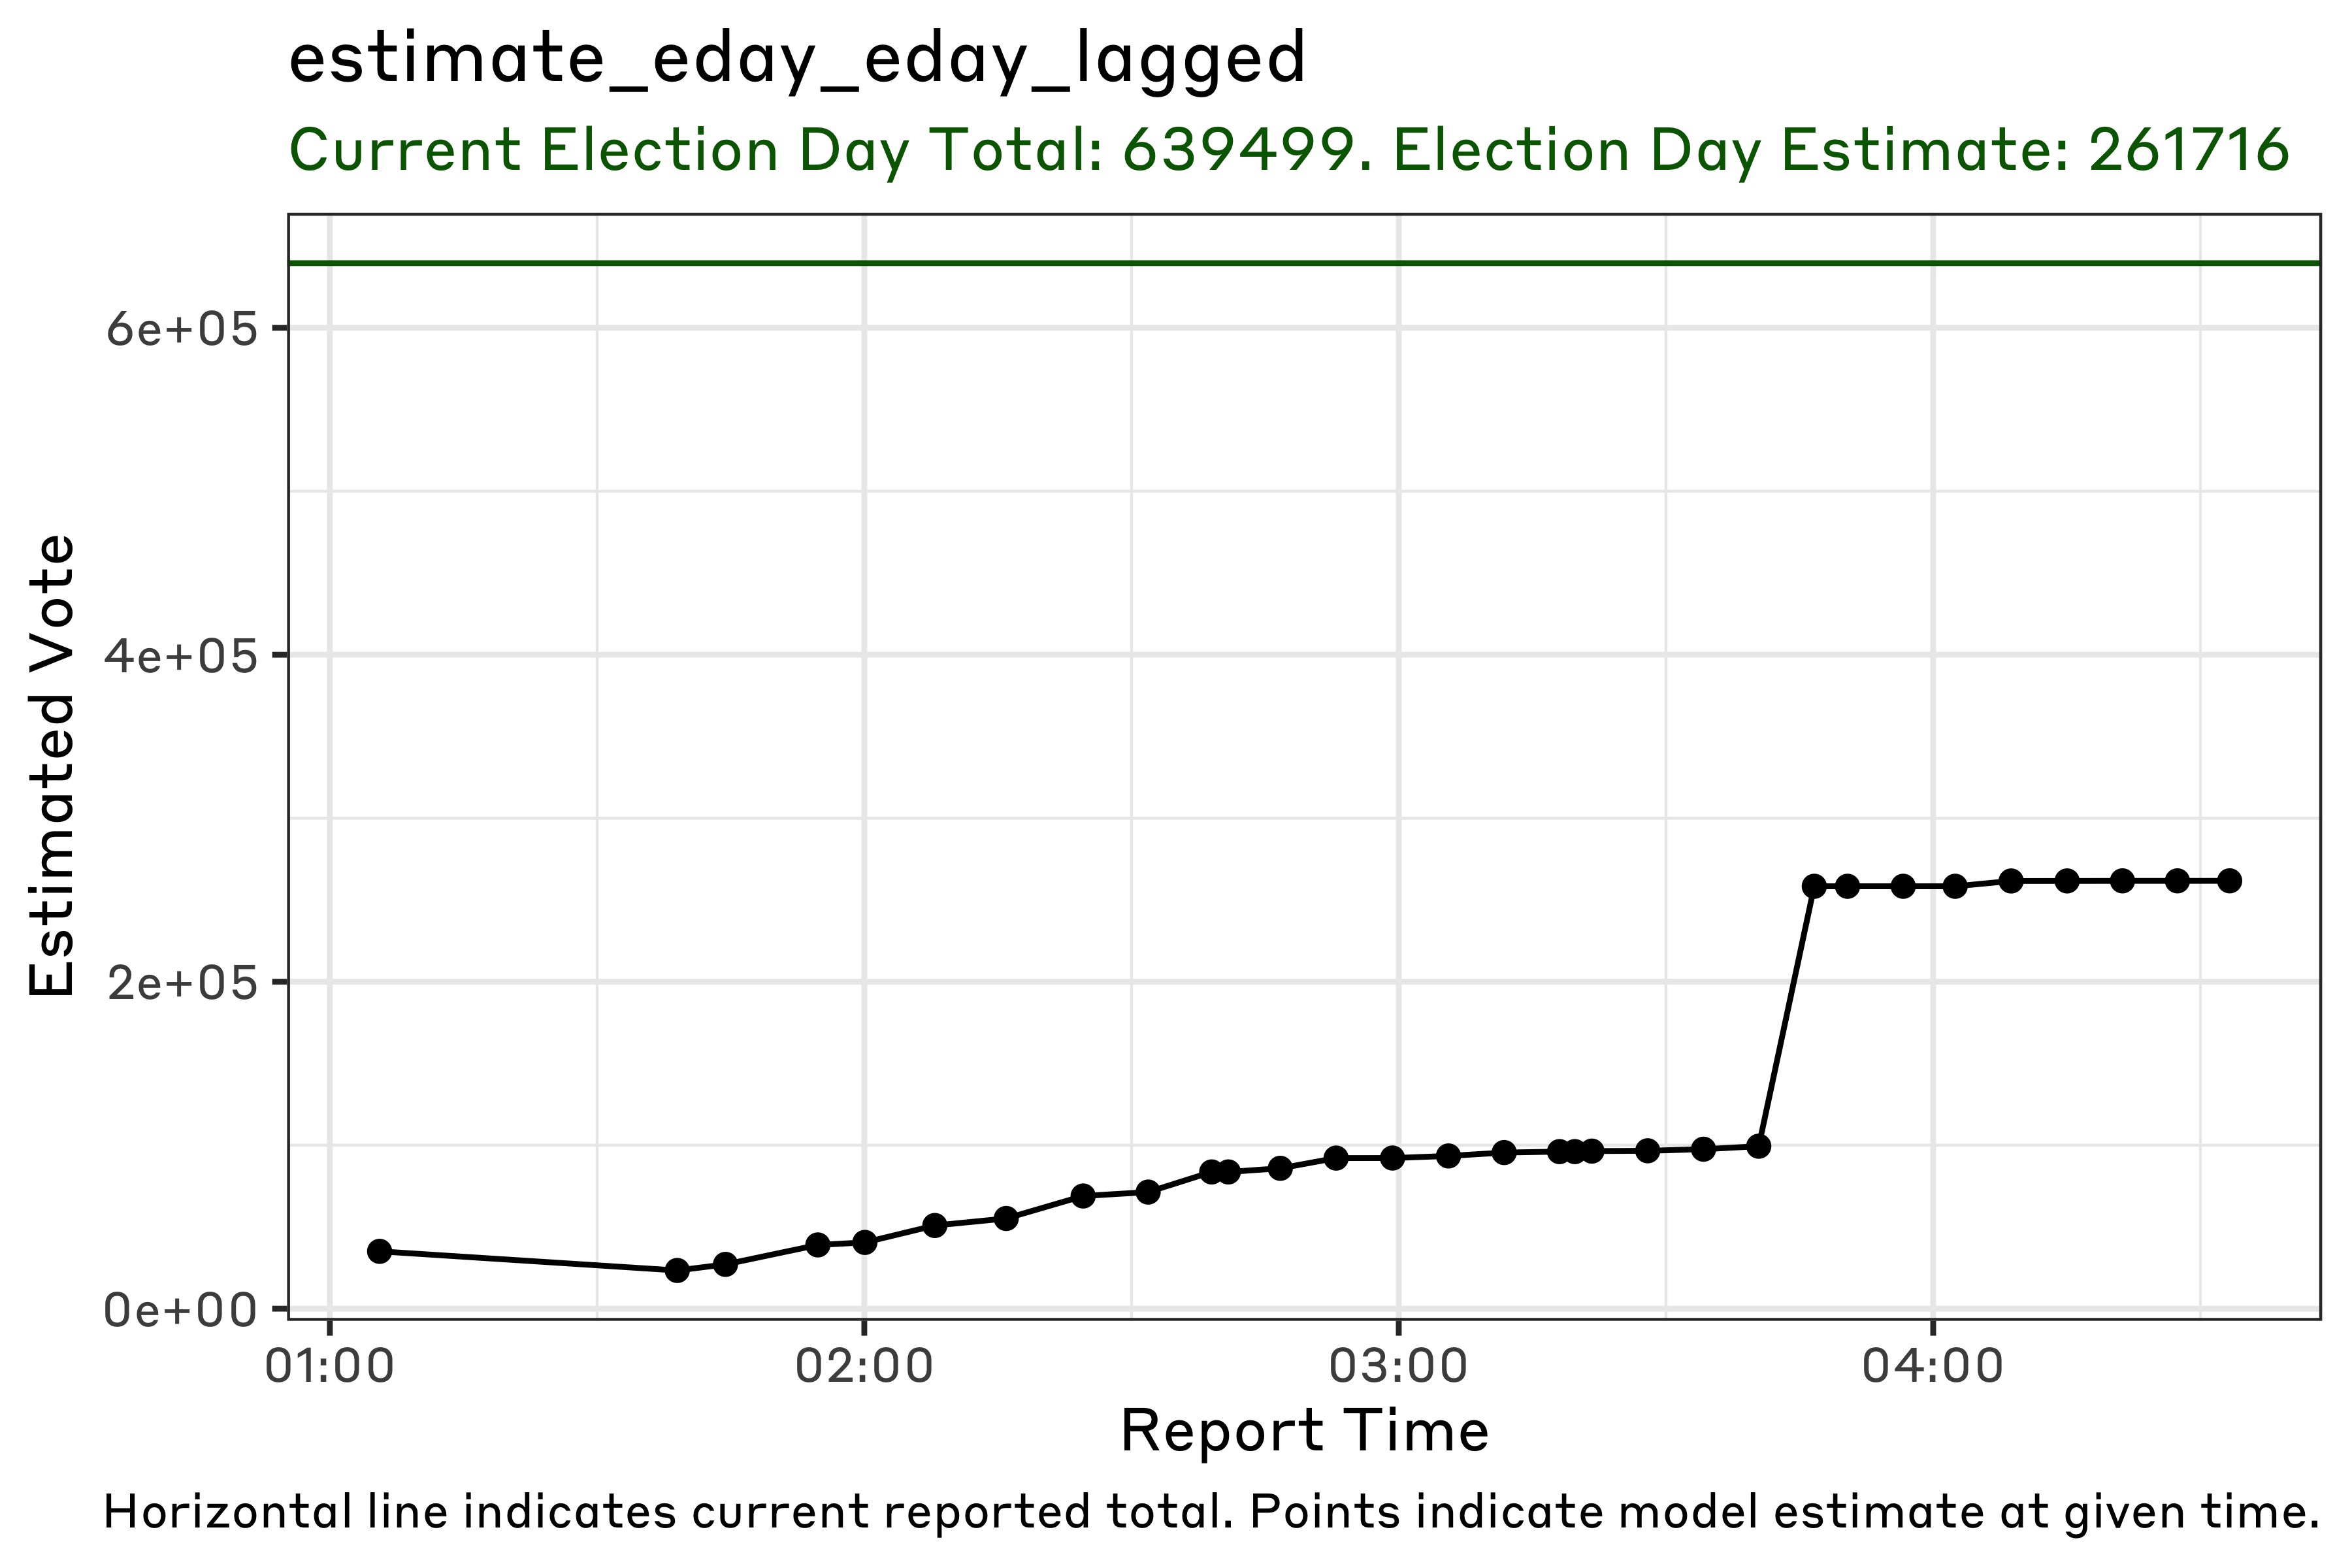 estimate_eday_eday_lagged
Current Election Day Total: 639499. Election Day Estimate: 261716
Estimated Vote
6e+05
4e+05
2e+05
0e+00
01:00 02:00 03:00 04:00
Report Time
Horizontal line indicates current reported total. Points indicate model estimate at given time.